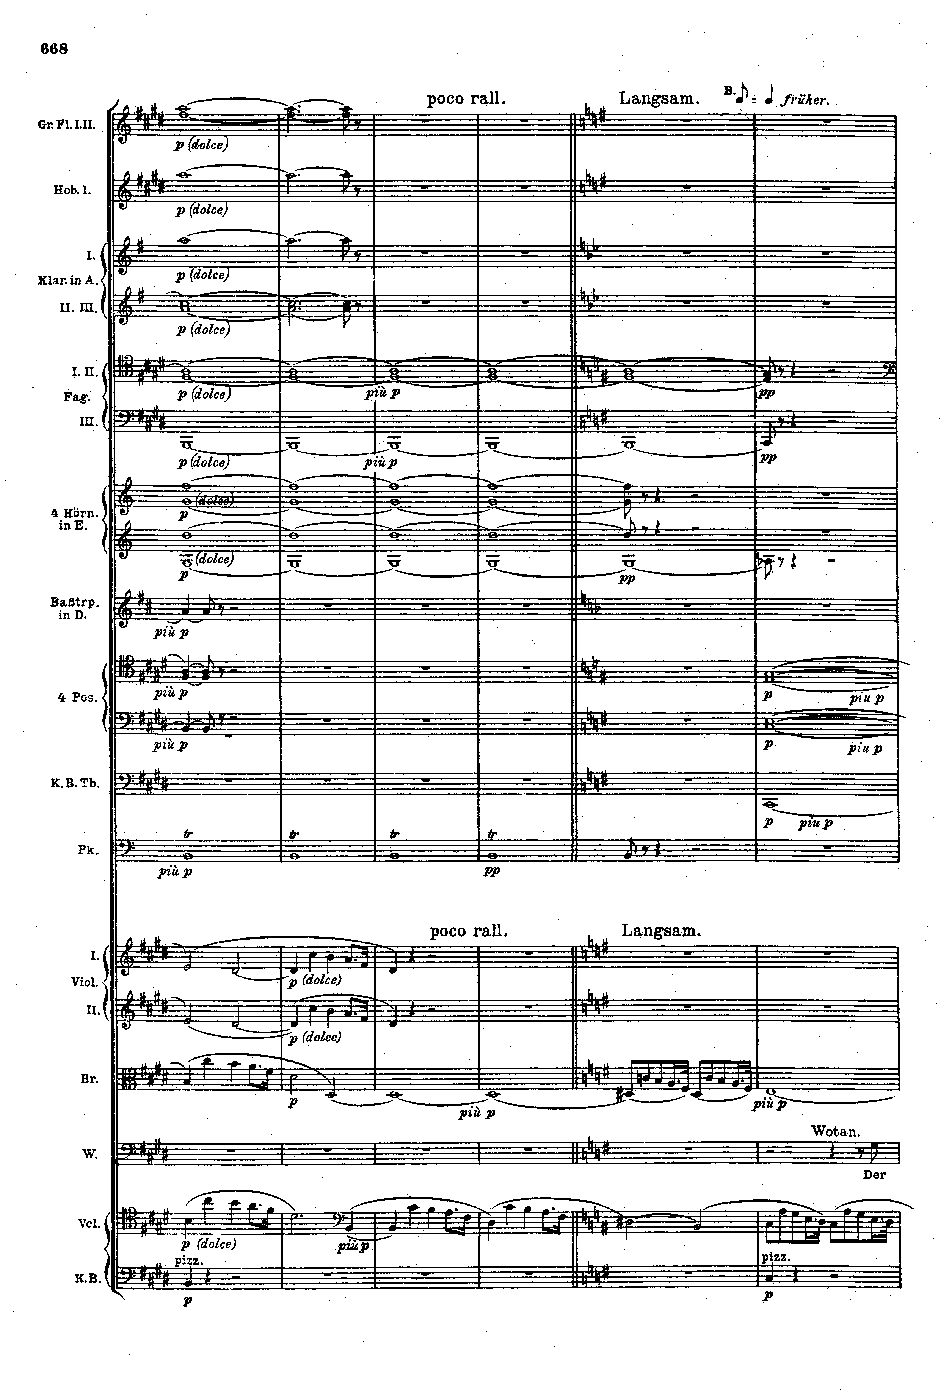 668
poco rall. Langsam. B. = früher.
Gr. Fl. I. II.
p (dolce)
Hob. I.
p (dolce)
I.
Klar. in A.
p (dolce)
II. III.
p (dolce)
I. II.
p (dolce) più p pp
Fag.
III.
p (dolce) più p pp
(dolce)
p
4 Hörn.
in E.
(dolce)
p pp
Baßtrp.
in D.
più p
più p p più p
4 Pos.
più p p più p
K. B. Tb.
p più p
tr tr tr tr
Pk.
più p pp
poco rall. Langsam.
I.
p (dolce)
Viol.
II.
p (dolce)
Br.
p più p più p
Wotan.
W.
Der
Vcl.
p (dolce) più p
pizz. pizz.
K.B.
p p